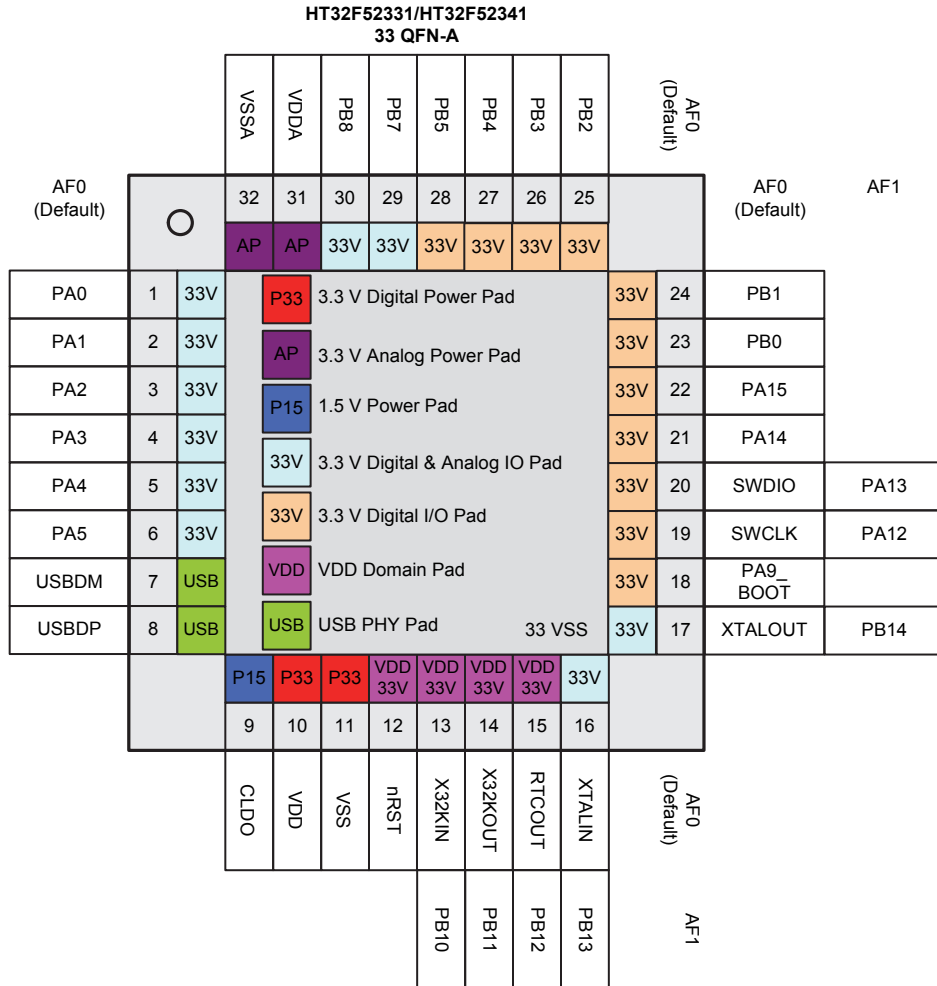 HT32F52331/HT32F52341
33 QFN-A
VSSA VDDA PB8 PB7 PB5 PB4 PB3 PB2 AF0
(Default)
AF0
(Default)
AF0
(Default)
AF1
32 31 30 29 28 27 26 25
AP AP 33V 33V 33V 33V 33V 33V
PA0 1 33V P33 3.3 V Digital Power Pad 33V 24 PB1
PA1 2 33V AP 3.3 V Analog Power Pad 33V 23 PB0
PA2 3 33V P15 1.5 V Power Pad 33V 22 PA15
PA3 4 33V 33V 3.3 V Digital & Analog IO Pad 33V 21 PA14
PA4 5 33V 33V 3.3 V Digital I/O Pad 33V 20 SWDIO PA13
PA5 6 33V 33V 19 SWCLK PA12
USBDM 7 USB VDD VDD Domain Pad 33V 18 PA9_
BOOT
USBDP 8 USB USB USB PHY Pad 33 VSS 33V 17 XTALOUT PB14
P15 P33 P33 VDD VDD VDD VDD 33V
33V 33V 33V 33V
9 10 11 12 13 14 15 16
CLDO VDD VSS nRST X32KIN X32KOUT RTCOUT XTALIN AF0
(Default)
PB10 PB11 PB12 PB13 AF1